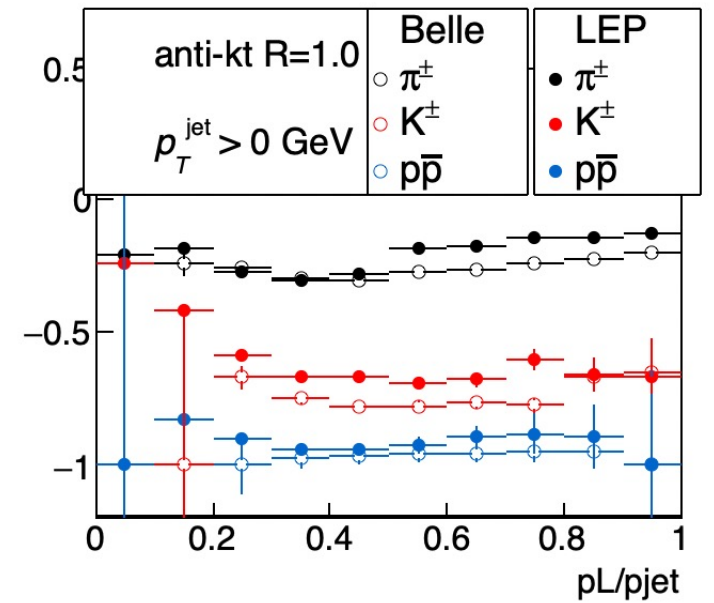 Belle
LEP
anti-kt R=1.0
π±
π±
K±
K±
p_T^jet > 0 GeV
pp̅
pp̅
0.5
0
−0.5
−1
0
0.2
0.4
0.6
0.8
1
pL/pjet